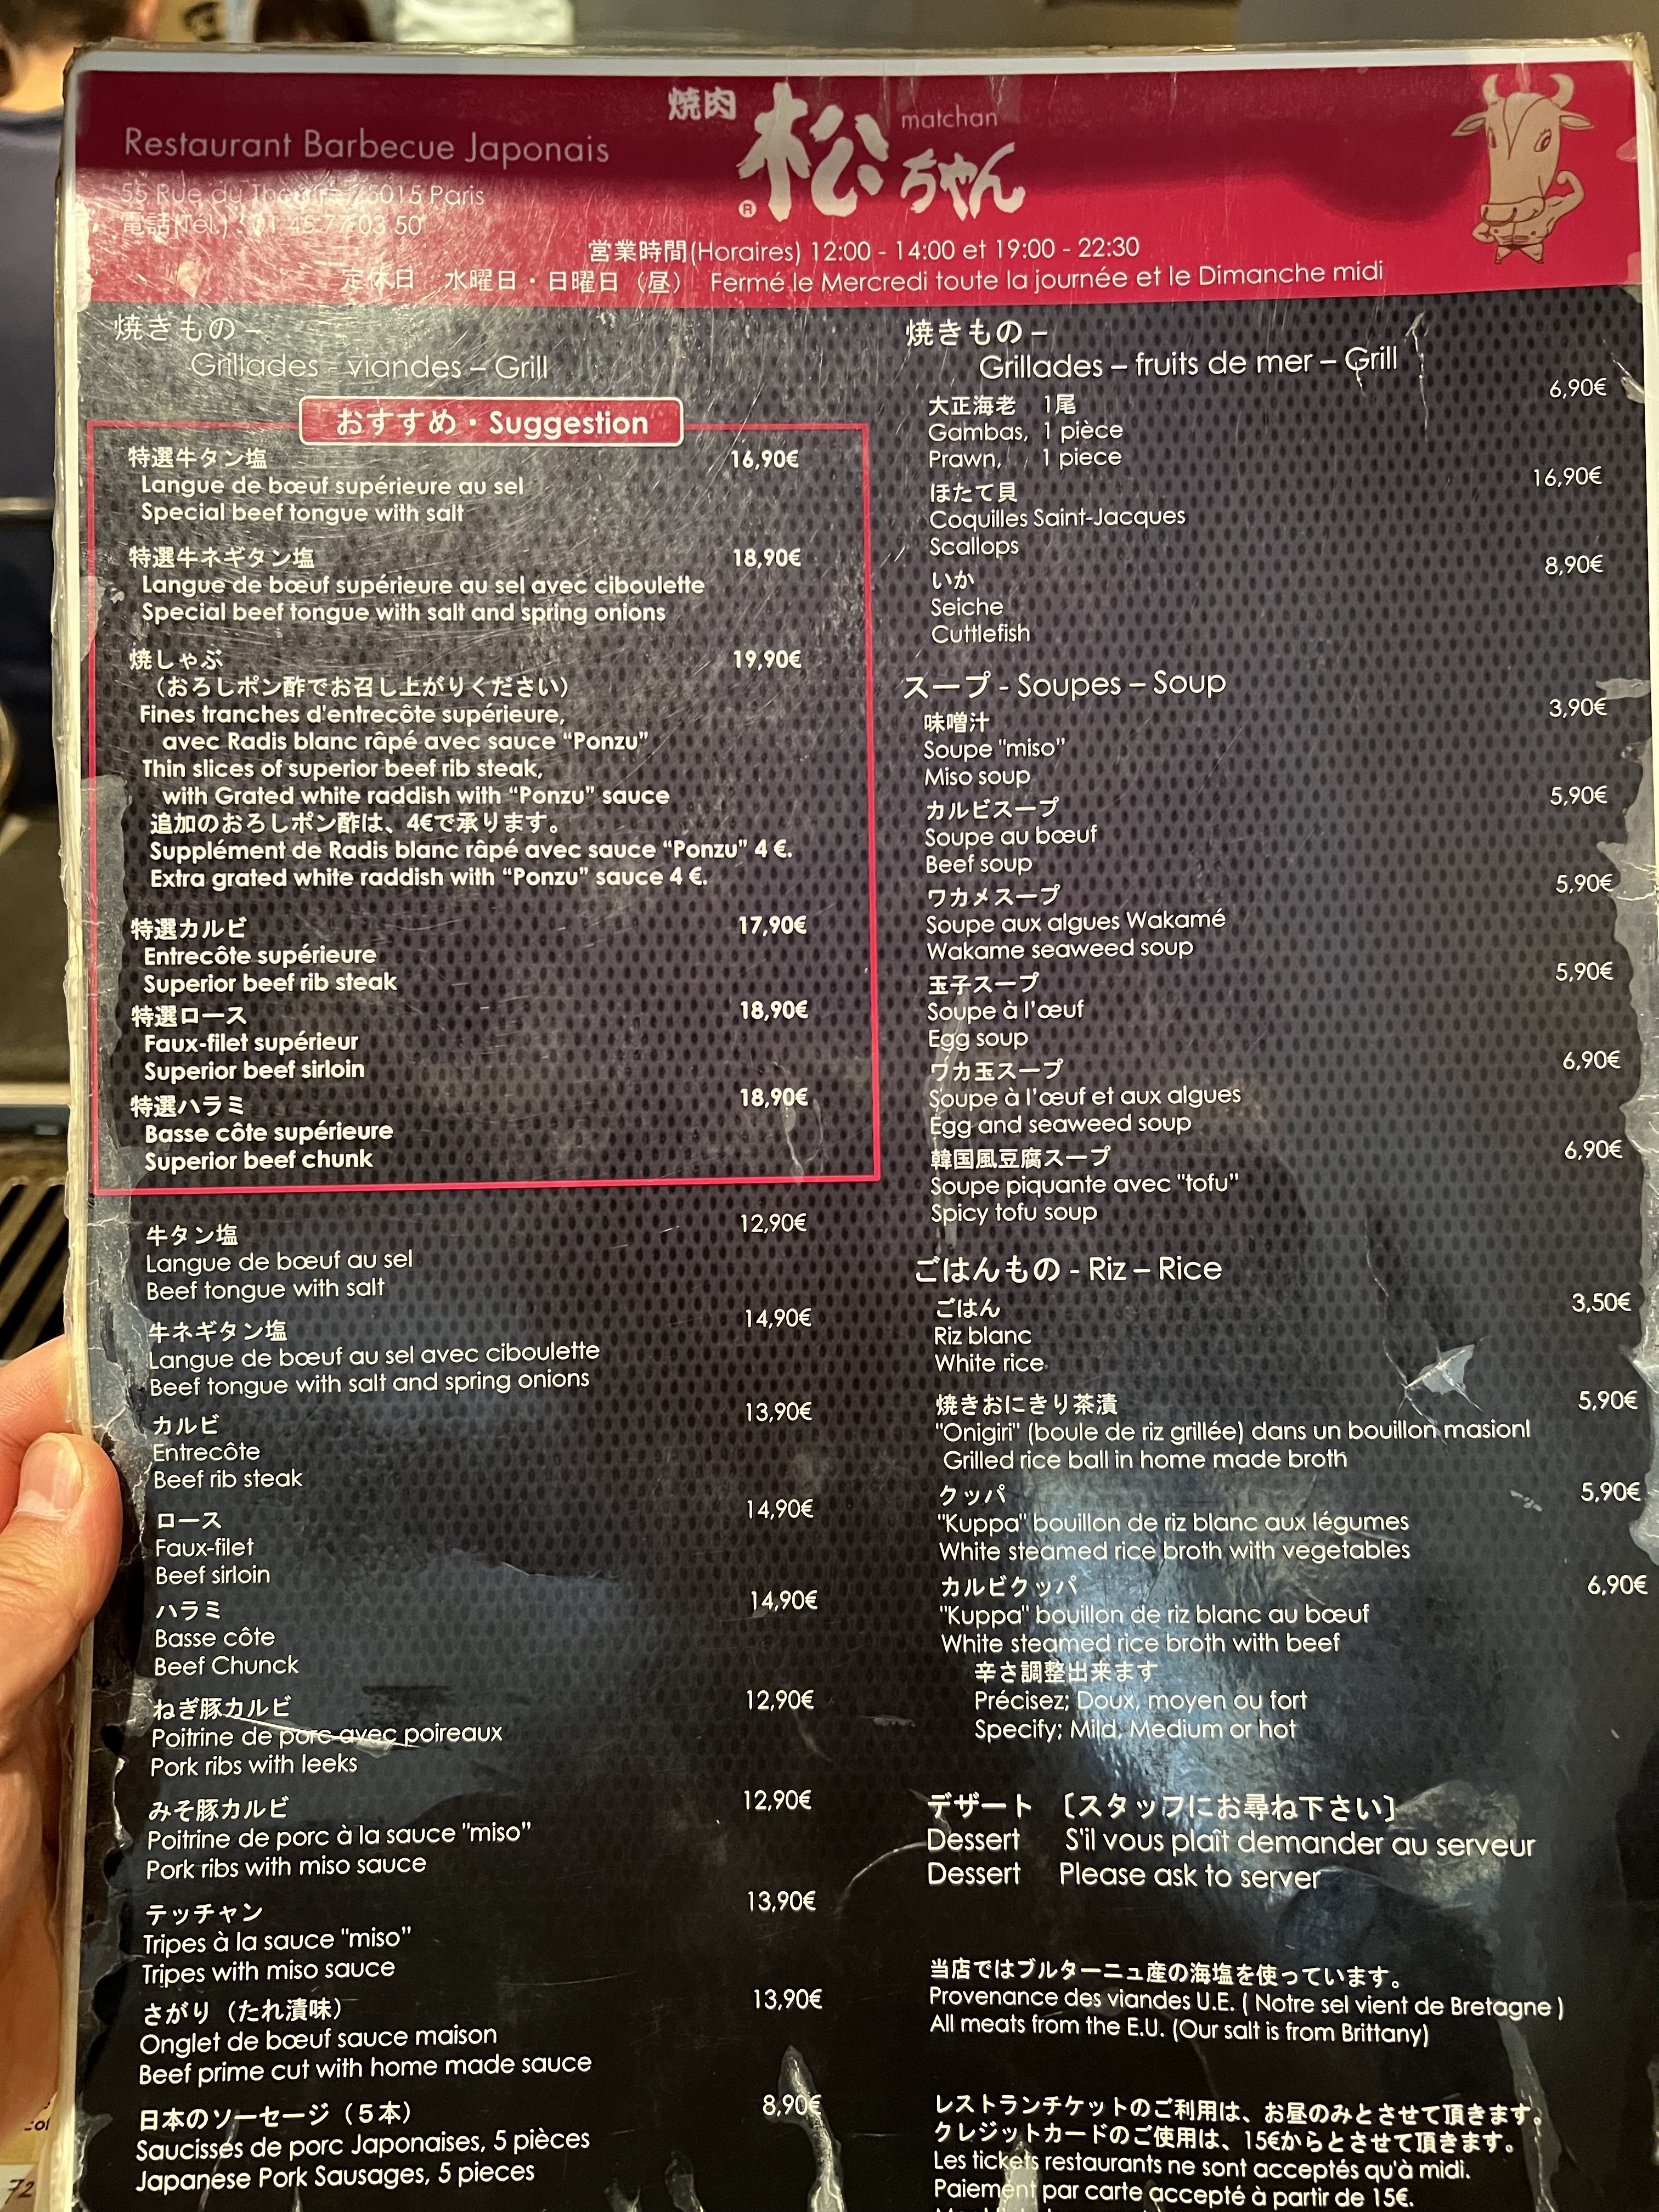 Restaurant Barbecue Japonais
焼肉
松ちゃん
matchan
®
55 Rue du Théâtre 75015 Paris
電話(Tél.) : 01 45 77 03 50
営業時間(Horaires) 12:00 - 14:00 et 19:00 - 22:30
定休日 水曜日・日曜日（昼） Fermé le Mercredi toute la journée et le Dimanche midi
焼きもの –
Grillades - viandes – Grill
おすすめ・Suggestion
特選牛タン塩 16,90€
Langue de bœuf supérieure au sel
Special beef tongue with salt
特選牛ネギタン塩 18,90€
Langue de bœuf supérieure au sel avec ciboulette
Special beef tongue with salt and spring onions
焼しゃぶ 19,90€
（おろしポン酢でお召し上がりください）
Fines tranches d'entrecôte supérieure,
avec Radis blanc râpé avec sauce “Ponzu”
Thin slices of superior beef rib steak,
with Grated white raddish with “Ponzu” sauce
追加のおろしポン酢は、4€で承ります。
Supplément de Radis blanc râpé avec sauce “Ponzu” 4 €.
Extra grated white raddish with “Ponzu” sauce 4 €.
特選カルビ 17,90€
Entrecôte supérieure
Superior beef rib steak
特選ロース 18,90€
Faux-filet supérieur
Superior beef sirloin
特選ハラミ 18,90€
Basse côte supérieure
Superior beef chunk
牛タン塩 12,90€
Langue de bœuf au sel
Beef tongue with salt
牛ネギタン塩 14,90€
Langue de bœuf au sel avec ciboulette
Beef tongue with salt and spring onions
カルビ 13,90€
Entrecôte
Beef rib steak
ロース 14,90€
Faux-filet
Beef sirloin
ハラミ 14,90€
Basse côte
Beef Chunck
ねぎ豚カルビ 12,90€
Poitrine de porc avec poireaux
Pork ribs with leeks
みそ豚カルビ 12,90€
Poitrine de porc à la sauce "miso”
Pork ribs with miso sauce
テッチャン 13,90€
Tripes à la sauce "miso”
Tripes with miso sauce
さがり（たれ漬味） 13,90€
Onglet de bœuf sauce maison
Beef prime cut with home made sauce
日本のソーセージ（５本） 8,90€
Saucisses de porc Japonaises, 5 pièces
Japanese Pork Sausages, 5 pieces
焼きもの –
Grillades – fruits de mer – Grill
大正海老 1尾 6,90€
Gambas, 1 pièce
Prawn, 1 piece
ほたて貝 16,90€
Coquilles Saint-Jacques
Scallops
いか 8,90€
Seiche
Cuttlefish
スープ - Soupes – Soup
味噌汁 3,90€
Soupe "miso”
Miso soup
カルビスープ 5,90€
Soupe au bœuf
Beef soup
ワカメスープ 5,90€
Soupe aux algues Wakamé
Wakame seaweed soup
玉子スープ 5,90€
Soupe à l’œuf
Egg soup
ワカ玉スープ 6,90€
Soupe à l’œuf et aux algues
Egg and seaweed soup
韓国風豆腐スープ 6,90€
Soupe piquante avec "tofu”
Spicy tofu soup
ごはんもの - Riz – Rice
ごはん 3,50€
Riz blanc
White rice
焼きおにきり茶漬 5,90€
"Onigiri" (boule de riz grillée) dans un bouillon masionl
Grilled rice ball in home made broth
クッパ 5,90€
"Kuppa" bouillon de riz blanc aux légumes
White steamed rice broth with vegetables
カルビクッパ 6,90€
"Kuppa" bouillon de riz blanc au bœuf
White steamed rice broth with beef
辛さ調整出来ます
Précisez; Doux, moyen ou fort
Specify; Mild, Medium or hot
デザート 〔スタッフにお尋ね下さい〕
Dessert S'il vous plaît demander au serveur
Dessert Please ask to server
当店ではブルターニュ産の海塩を使っています。
Provenance des viandes U.E. ( Notre sel vient de Bretagne )
All meats from the E.U. (Our salt is from Brittany)
レストランチケットのご利用は、お昼のみとさせて頂きます。
クレジットカードのご使用は、15€からとさせて頂きます。
Les tickets restaurants ne sont acceptés qu'à midi.
Paiement par carte accepté à partir de 15€.